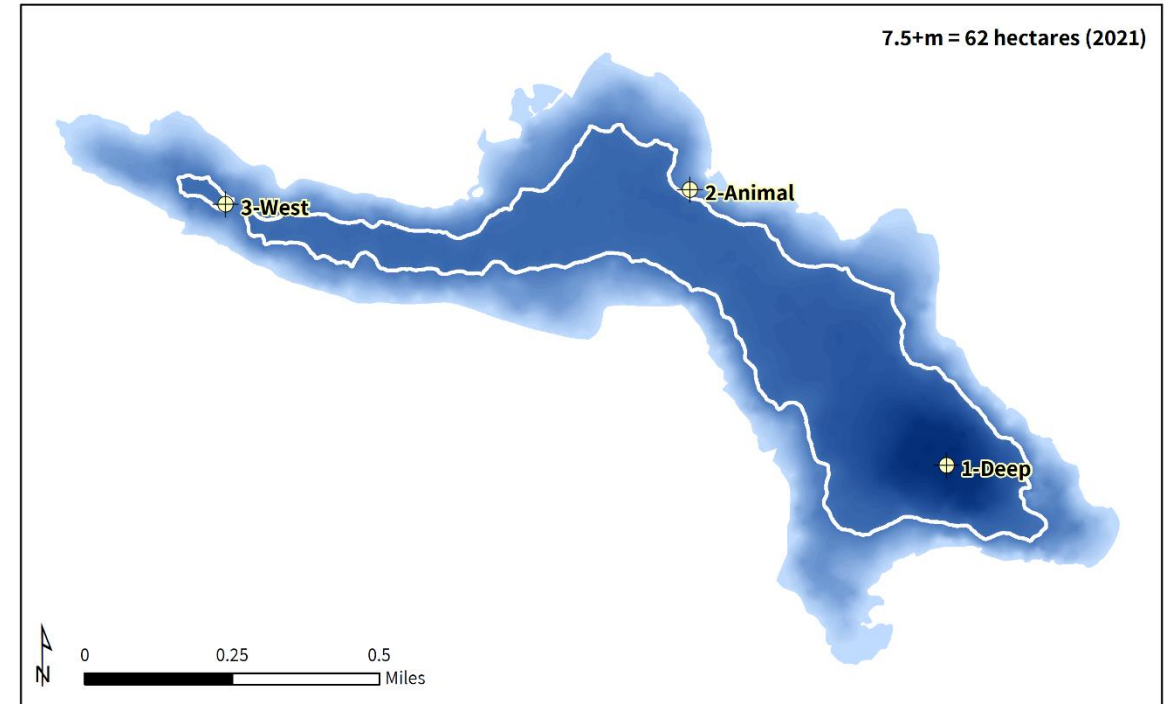 7.5+m = 62 hectares (2021)
2-Animal
3-West
1-Deep
0 0.25 0.5
Miles
N